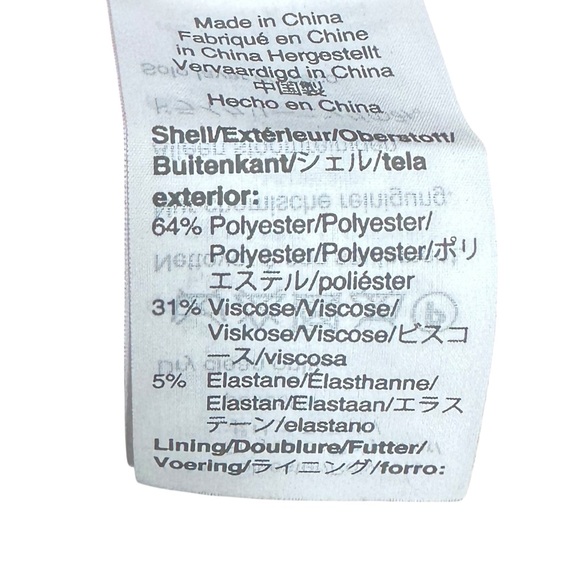 Made in China
Fabriqué en Chine
in China Hergestellt
Vervaardigd in China
中国製
Hecho en China
Shell/Extérieur/Oberstoff/
Buitenkant/シェル/tela
exterior:
64% Polyester/Polyester/
Polyester/Polyester/ポリ
エステル/poliéster
31% Viscose/Viscose/
Viskose/Viscose/ビスコ
ース/viscosa
5% Elastane/Élasthanne/
Elastan/Elastaan/エラス
テーン/elastano
Lining/Doublure/Futter/
Voering/ライニング/forro: